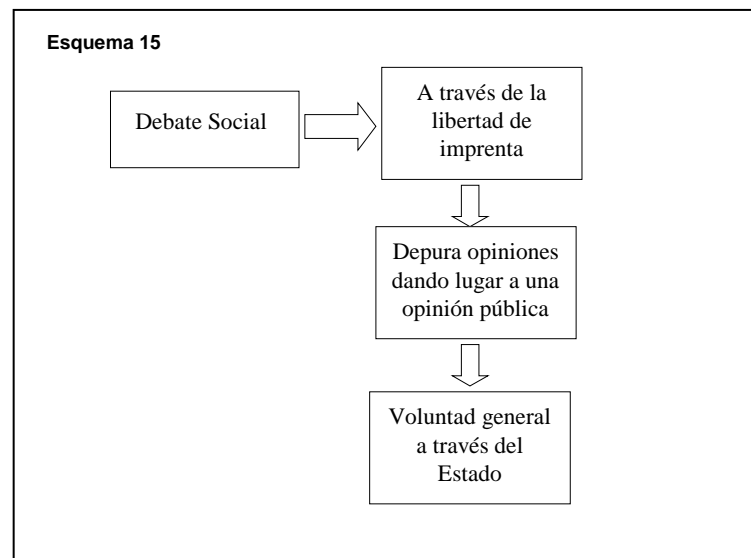 Esquema 15
Debate Social
A través de la
libertad de
imprenta
Depura opiniones
dando lugar a una
opinión pública
Voluntad general
a través del
Estado